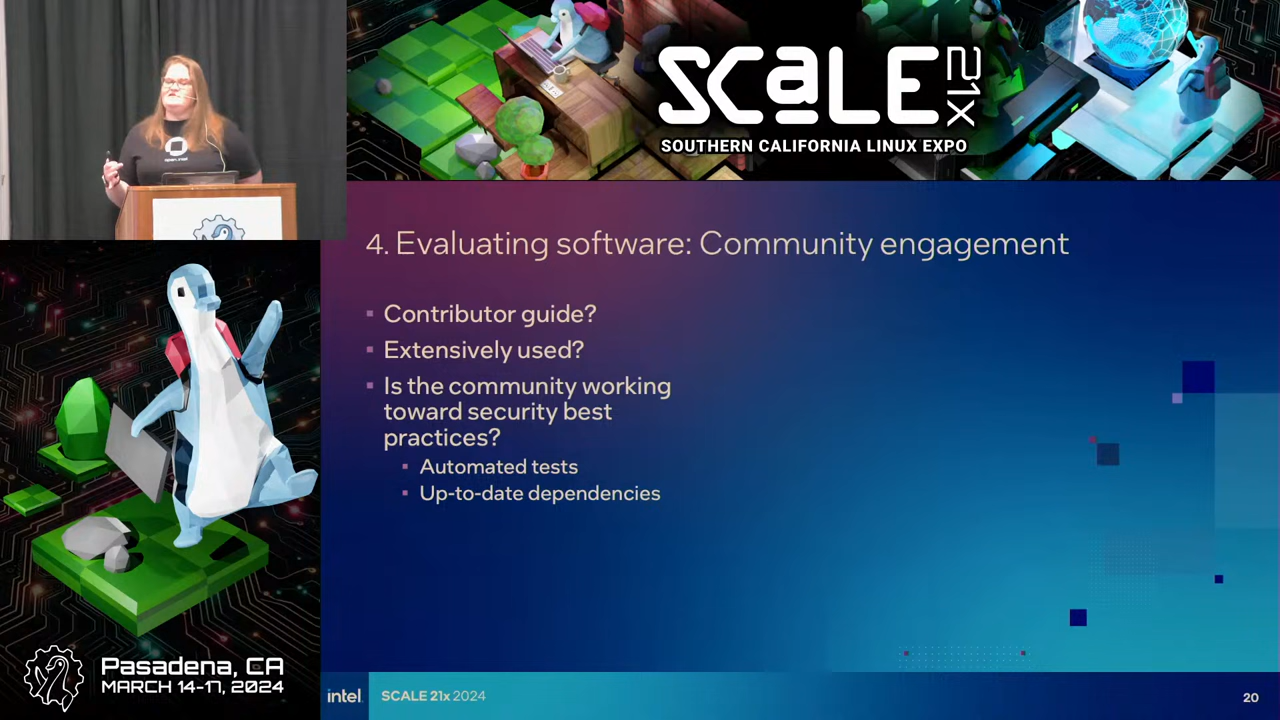 open.intel
SCaLE 21x
SOUTHERN CALIFORNIA LINUX EXPO
4. Evaluating software: Community engagement
Contributor guide?
Extensively used?
Is the community working
toward security best
practices?
Automated tests
Up-to-date dependencies
Pasadena, CA
MARCH 14-17, 2024
intel
SCALE 21x 2024
20